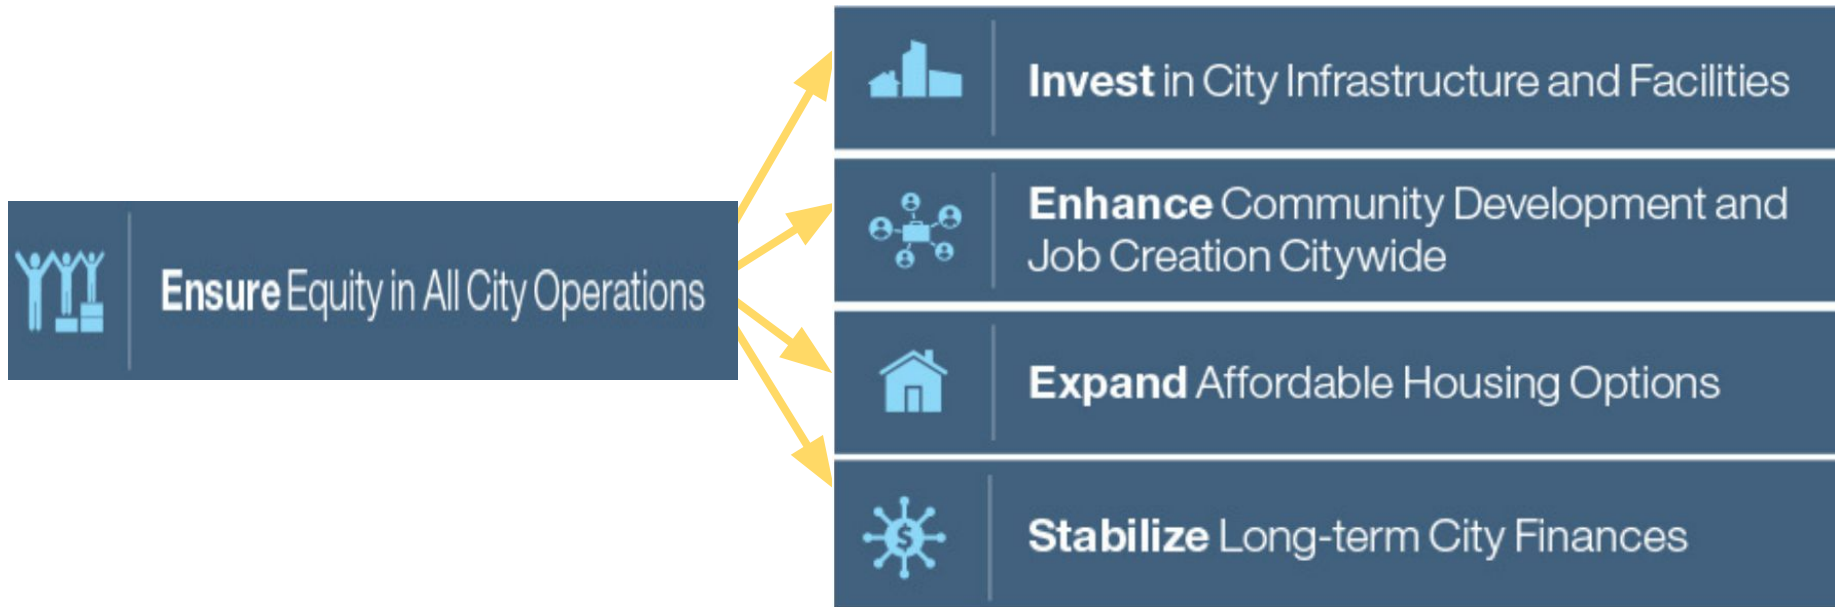 Ensure Equity in All City Operations
Invest in City Infrastructure and Facilities
Enhance Community Development and
Job Creation Citywide
Expand Affordable Housing Options
$
Stabilize Long-term City Finances